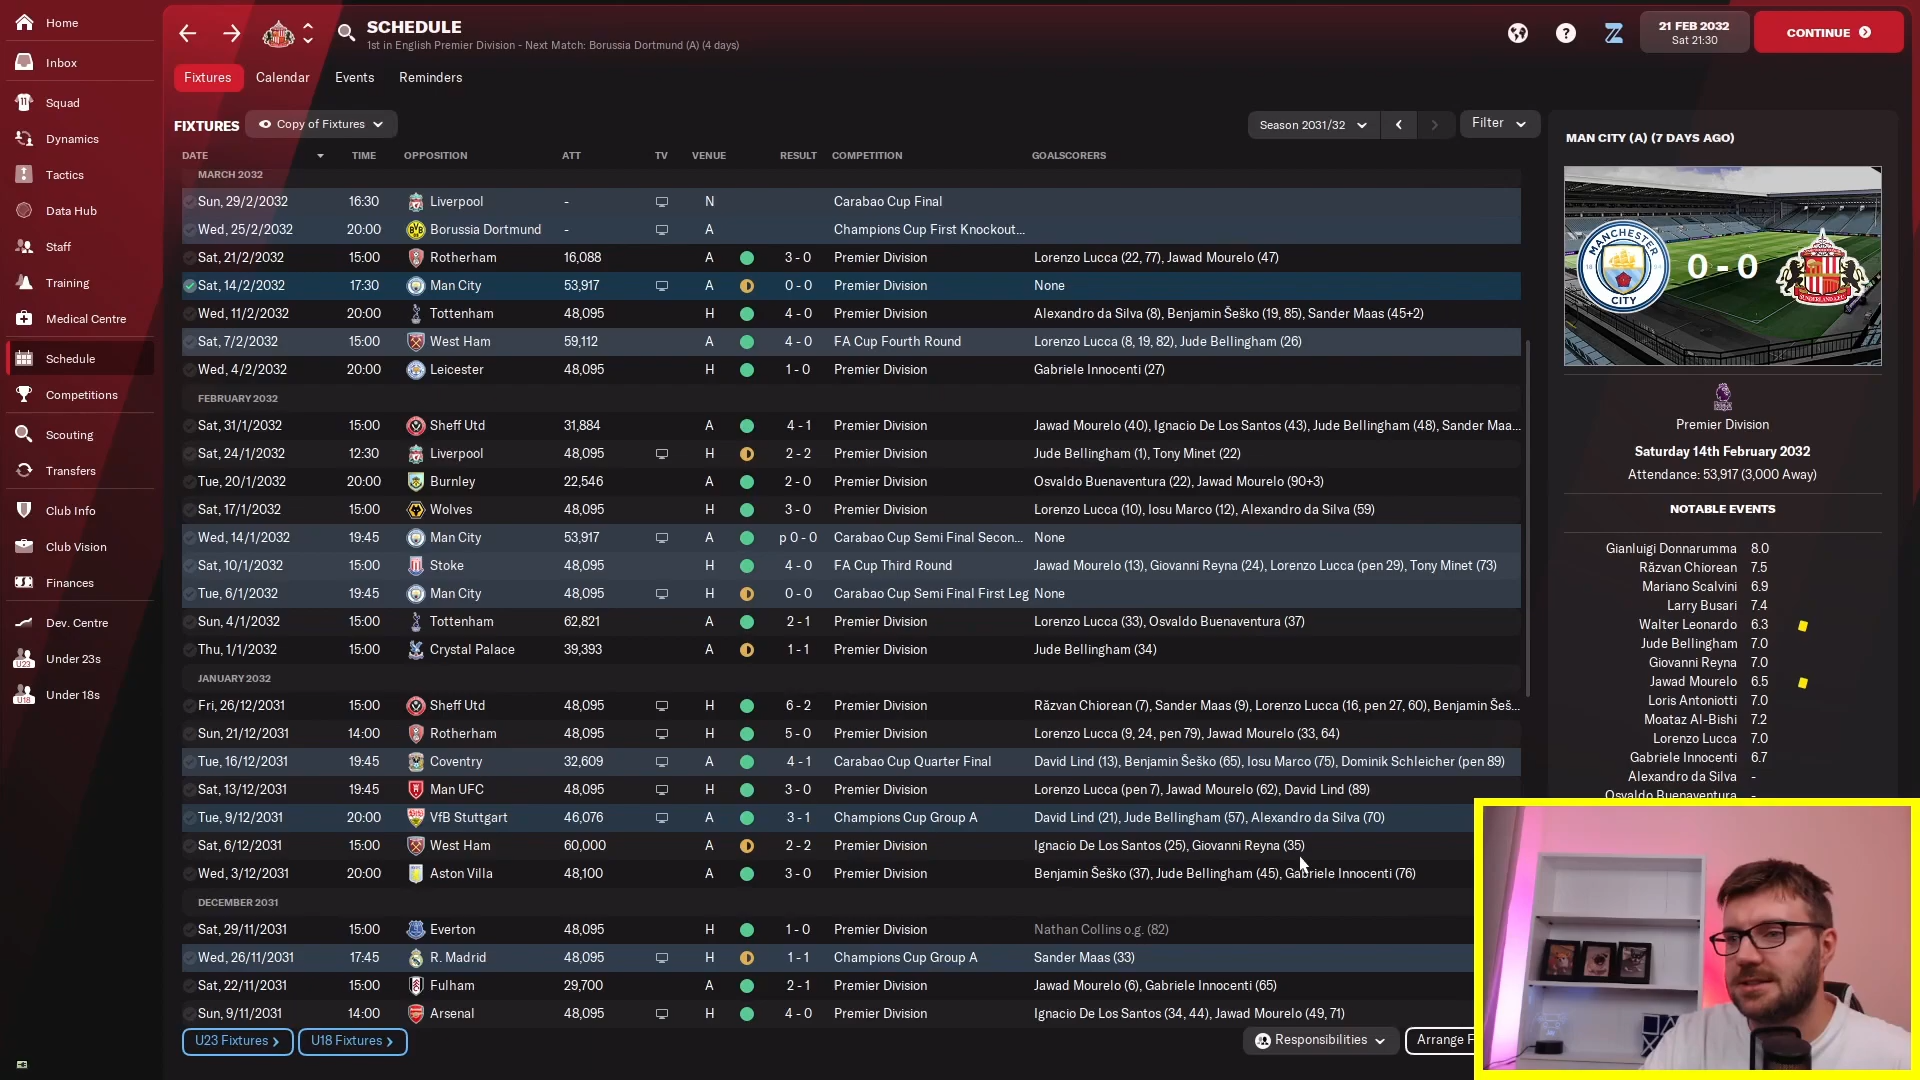 Home
Inbox
Squad
Dynamics
Tactics
Data Hub
Staff
Training
Medical Centre
Schedule
Competitions
Scouting
Transfers
Club Info
Club Vision
Finances
Dev. Centre
Under 23s
Under 18s
SCHEDULE
1st in English Premier Division - Next Match: Borussia Dortmund (A) (4 days)
21 FEB 2032
Sat 21:30
CONTINUE
Fixtures Calendar Events Reminders
FIXTURES Copy of Fixtures Season 2031/32 Filter
DATE TIME OPPOSITION ATT TV VENUE RESULT COMPETITION GOALSCORERS
MARCH 2032
Sun, 29/2/2032 16:30 Liverpool - N Carabao Cup Final
Wed, 25/2/2032 20:00 Borussia Dortmund - A Champions Cup First Knockout...
Sat, 21/2/2032 15:00 Rotherham 16,088 A 3 - 0 Premier Division Lorenzo Lucca (22, 77), Jawad Mourelo (47)
Sat, 14/2/2032 17:30 Man City 53,917 A 0 - 0 Premier Division None
Wed, 11/2/2032 20:00 Tottenham 48,095 H 4 - 0 Premier Division Alexandro da Silva (8), Benjamin Šeško (19, 85), Sander Maas (45+2)
Sat, 7/2/2032 15:00 West Ham 59,112 A 4 - 0 FA Cup Fourth Round Lorenzo Lucca (8, 19, 82), Jude Bellingham (26)
Wed, 4/2/2032 20:00 Leicester 48,095 H 1 - 0 Premier Division Gabriele Innocenti (27)
FEBRUARY 2032
Sat, 31/1/2032 15:00 Sheff Utd 31,884 A 4 - 1 Premier Division Jawad Mourelo (40), Ignacio De Los Santos (43), Jude Bellingham (48), Sander Maa...
Sat, 24/1/2032 12:30 Liverpool 48,095 H 2 - 2 Premier Division Jude Bellingham (1), Tony Minet (22)
Tue, 20/1/2032 20:00 Burnley 22,546 A 2 - 0 Premier Division Osvaldo Buenaventura (22), Jawad Mourelo (90+3)
Sat, 17/1/2032 15:00 Wolves 48,095 H 3 - 0 Premier Division Lorenzo Lucca (10), Iosu Marco (12), Alexandro da Silva (59)
Wed, 14/1/2032 19:45 Man City 53,917 A p 0 - 0 Carabao Cup Semi Final Secon... None
Sat, 10/1/2032 15:00 Stoke 48,095 H 4 - 0 FA Cup Third Round Jawad Mourelo (13), Giovanni Reyna (24), Lorenzo Lucca (pen 29), Tony Minet (73)
Tue, 6/1/2032 19:45 Man City 48,095 H 0 - 0 Carabao Cup Semi Final First Leg None
Sun, 4/1/2032 15:00 Tottenham 62,821 A 2 - 1 Premier Division Lorenzo Lucca (33), Osvaldo Buenaventura (37)
Thu, 1/1/2032 15:00 Crystal Palace 39,393 A 1 - 1 Premier Division Jude Bellingham (34)
JANUARY 2032
Fri, 26/12/2031 15:00 Sheff Utd 48,095 H 6 - 2 Premier Division Răzvan Chiorean (7), Sander Maas (9), Lorenzo Lucca (16, pen 27, 60), Benjamin Šeš...
Sun, 21/12/2031 14:00 Rotherham 48,095 H 5 - 0 Premier Division Lorenzo Lucca (9, 24, pen 79), Jawad Mourelo (33, 64)
Tue, 16/12/2031 19:45 Coventry 32,609 A 4 - 1 Carabao Cup Quarter Final David Lind (13), Benjamin Šeško (65), Iosu Marco (75), Dominik Schleicher (pen 89)
Sat, 13/12/2031 19:45 Man UFC 48,095 H 3 - 0 Premier Division Lorenzo Lucca (pen 7), Jawad Mourelo (62), David Lind (89)
Tue, 9/12/2031 20:00 VfB Stuttgart 46,076 A 3 - 1 Champions Cup Group A David Lind (21), Jude Bellingham (57), Alexandro da Silva (70)
Sat, 6/12/2031 15:00 West Ham 60,000 A 2 - 2 Premier Division Ignacio De Los Santos (25), Giovanni Reyna (35)
Wed, 3/12/2031 20:00 Aston Villa 48,100 A 3 - 0 Premier Division Benjamin Šeško (37), Jude Bellingham (45), Gabriele Innocenti (76)
DECEMBER 2031
Sat, 29/11/2031 15:00 Everton 48,095 H 1 - 0 Premier Division Nathan Collins o.g. (82)
Wed, 26/11/2031 17:45 R. Madrid 48,095 H 1 - 1 Champions Cup Group A Sander Maas (33)
Sat, 22/11/2031 15:00 Fulham 29,700 A 2 - 1 Premier Division Jawad Mourelo (6), Gabriele Innocenti (65)
Sun, 9/11/2031 14:00 Arsenal 48,095 H 4 - 0 Premier Division Ignacio De Los Santos (34, 44), Jawad Mourelo (49, 71)
U23 Fixtures U18 Fixtures Responsibilities Arrange F
MAN CITY (A) (7 DAYS AGO)
MANCHESTER
CITY
0 - 0
SUNDERLAND A.F.C.
Premier Division
Saturday 14th February 2032
Attendance: 53,917 (3,000 Away)
NOTABLE EVENTS
Gianluigi Donnarumma 8.0
Răzvan Chiorean 7.5
Mariano Scalvini 6.9
Larry Busari 7.4
Walter Leonardo 6.3
Jude Bellingham 7.0
Giovanni Reyna 7.0
Jawad Mourelo 6.5
Loris Antoniotti 7.0
Moataz Al-Bishi 7.2
Lorenzo Lucca 7.0
Gabriele Innocenti 6.7
Alexandro da Silva -
Osvaldo Buenaventura -